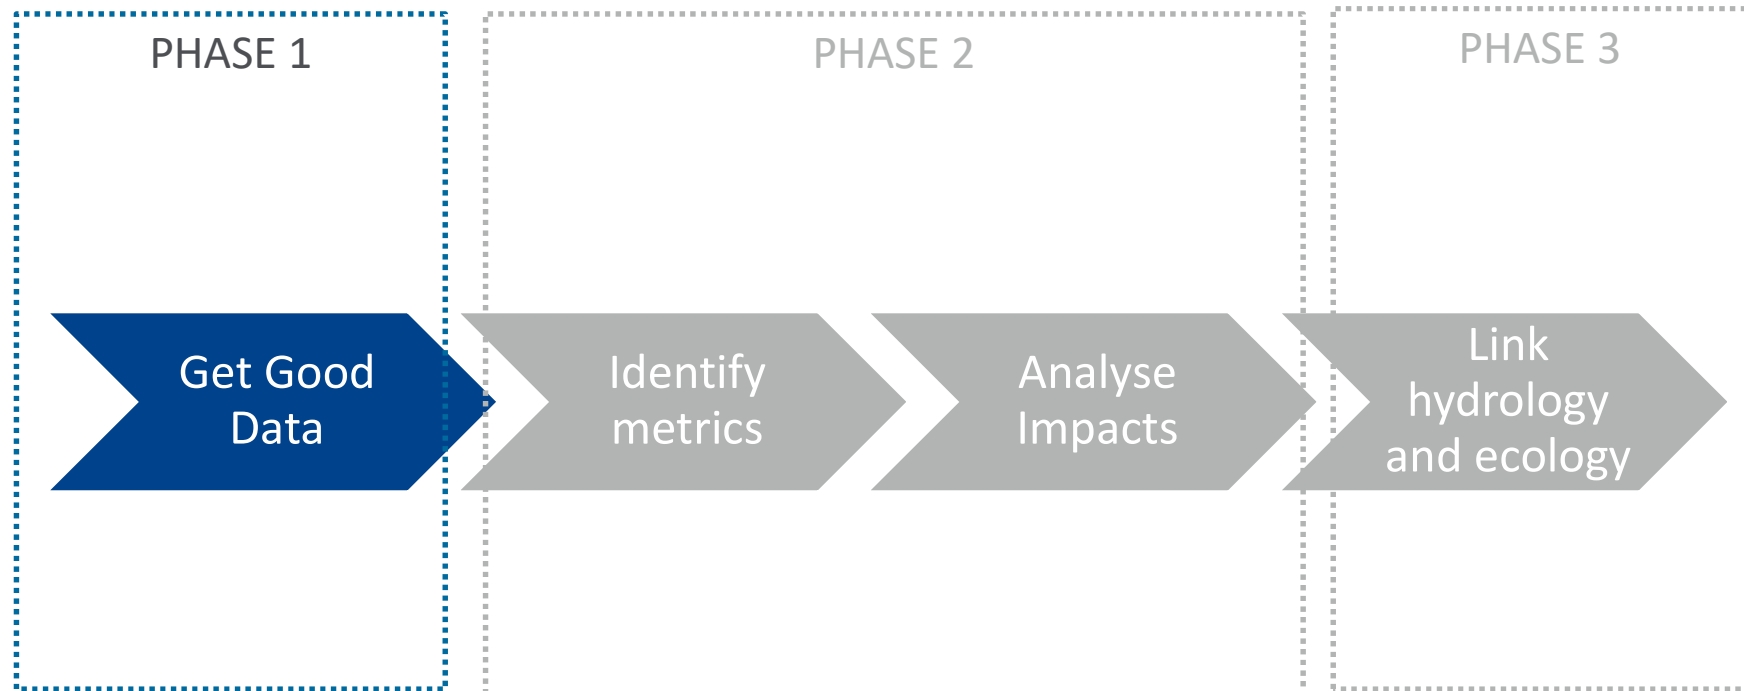 PHASE 1
PHASE 2
PHASE 3
Get Good
Data
Identify
metrics
Analyse
Impacts
Link
hydrology
and ecology